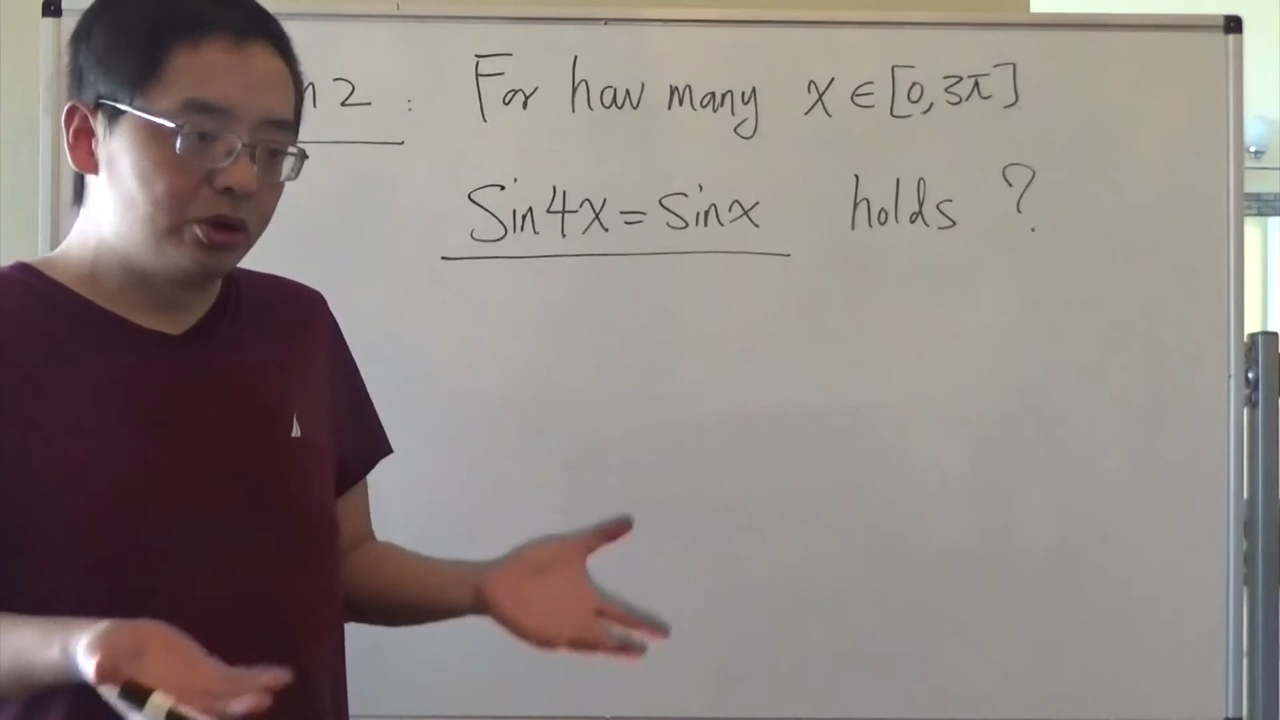 n 2 : For how many x ∈ [0, 3π]
Sin4x = Sinx holds ?